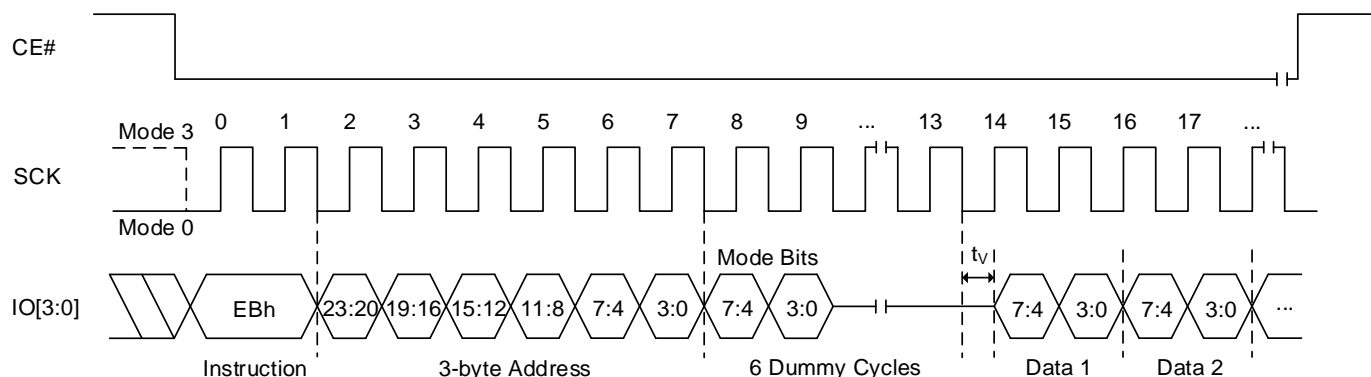 CE#
0 1 2 3 4 5 6 7 8 9 ... 13 14 15 16 17 ...
Mode 3
SCK
Mode 0
Mode Bits tV
IO[3:0] EBh 23:20 19:16 15:12 11:8 7:4 3:0 7:4 3:0 7:4 3:0 7:4 3:0 ...
Instruction 3-byte Address 6 Dummy Cycles Data 1 Data 2